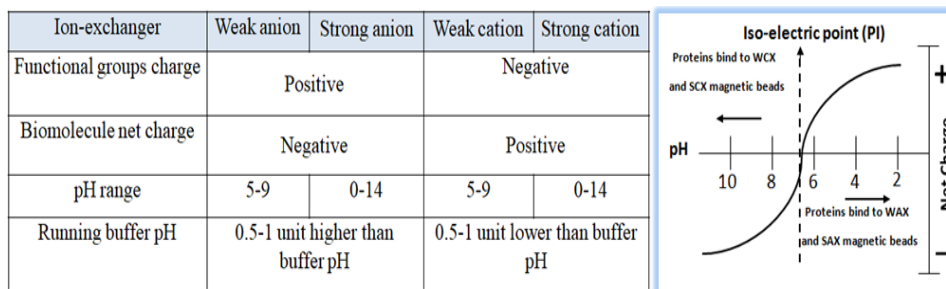 Ion-exchanger Weak anion Strong anion Weak cation Strong cation
Functional groups charge Positive Negative
Biomolecule net charge Negative Positive
pH range 5-9 0-14 5-9 0-14
Running buffer pH 0.5-1 unit higher than 0.5-1 unit lower than buffer
buffer pH pH
Iso-electric point (PI)
Proteins bind to WCX
and SCX magnetic beads
+
pH
10 8 6 4 2
Net Charge
Proteins bind to WAX
and SAX magnetic beads
–